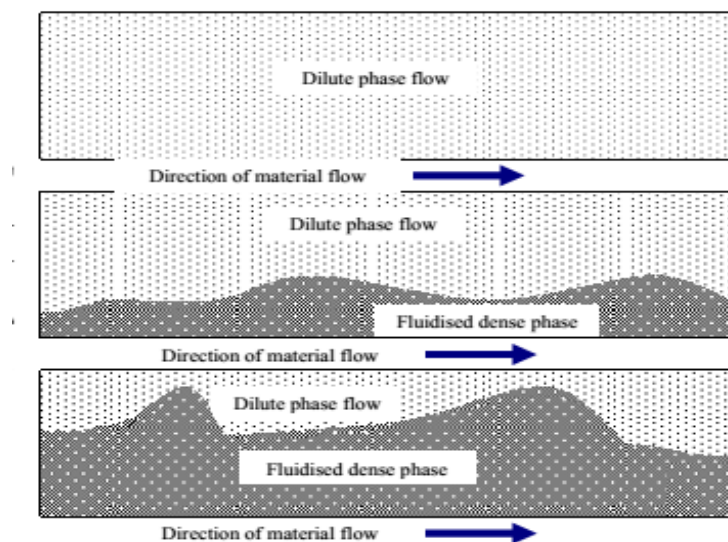 Dilute phase flow
Direction of material flow
Dilute phase flow
Fluidised dense phase
Direction of material flow
Dilute phase flow
Fluidised dense phase
Direction of material flow